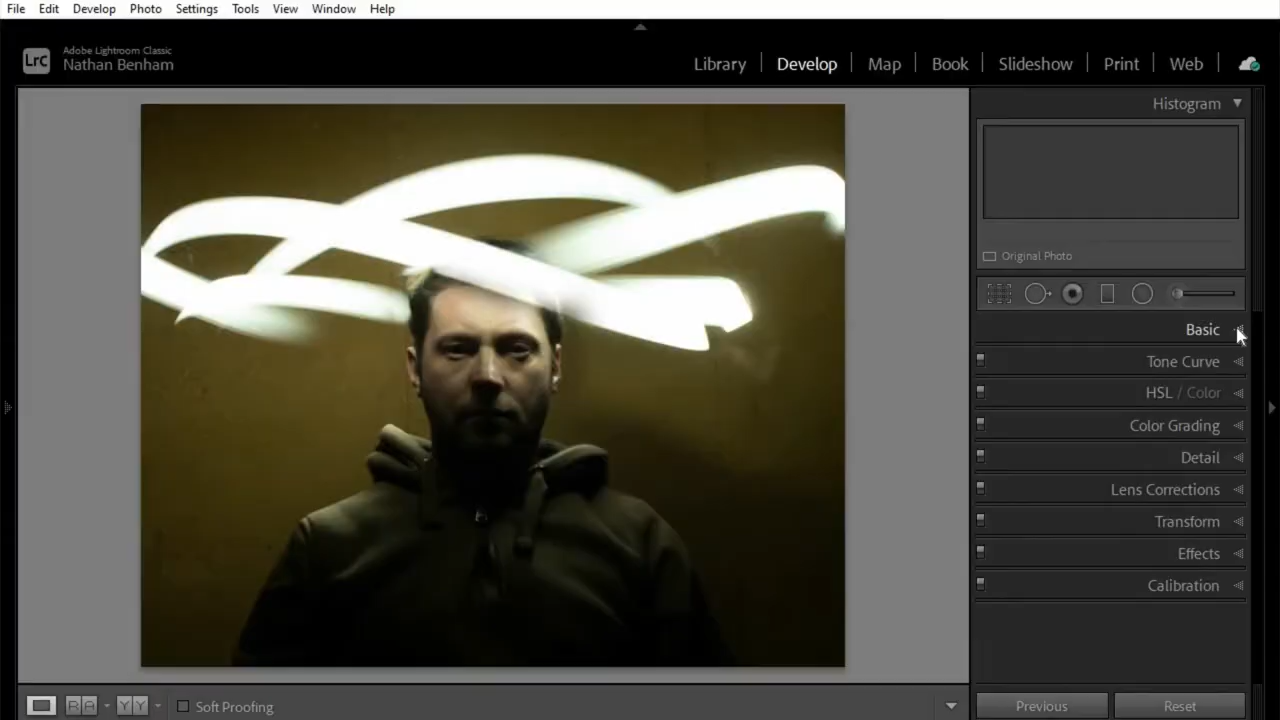 File Edit Develop Photo Settings Tools View Window Help
LrC
Adobe Lightroom Classic
Nathan Benham
Library Develop Map Book Slideshow Print Web
Histogram
Original Photo
Basic
Tone Curve
HSL / Color
Color Grading
Detail
Lens Corrections
Transform
Effects
Calibration
R A Y Y Soft Proofing
Previous Reset